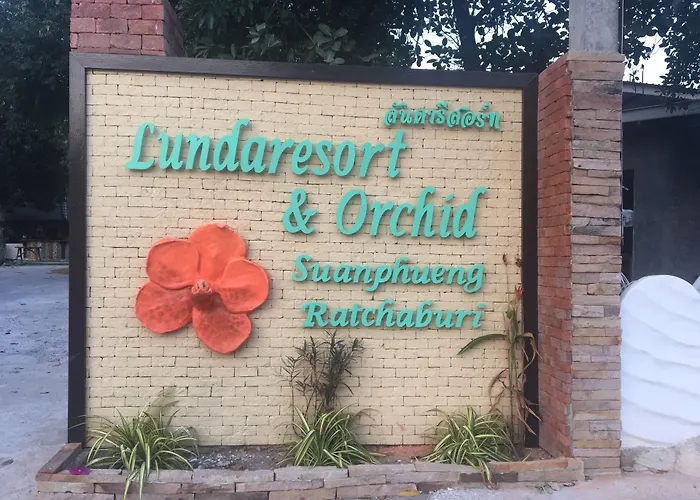 ลันดารีสอร์ท
Lundaresort
& Orchid
Suanphueng
Ratchaburi